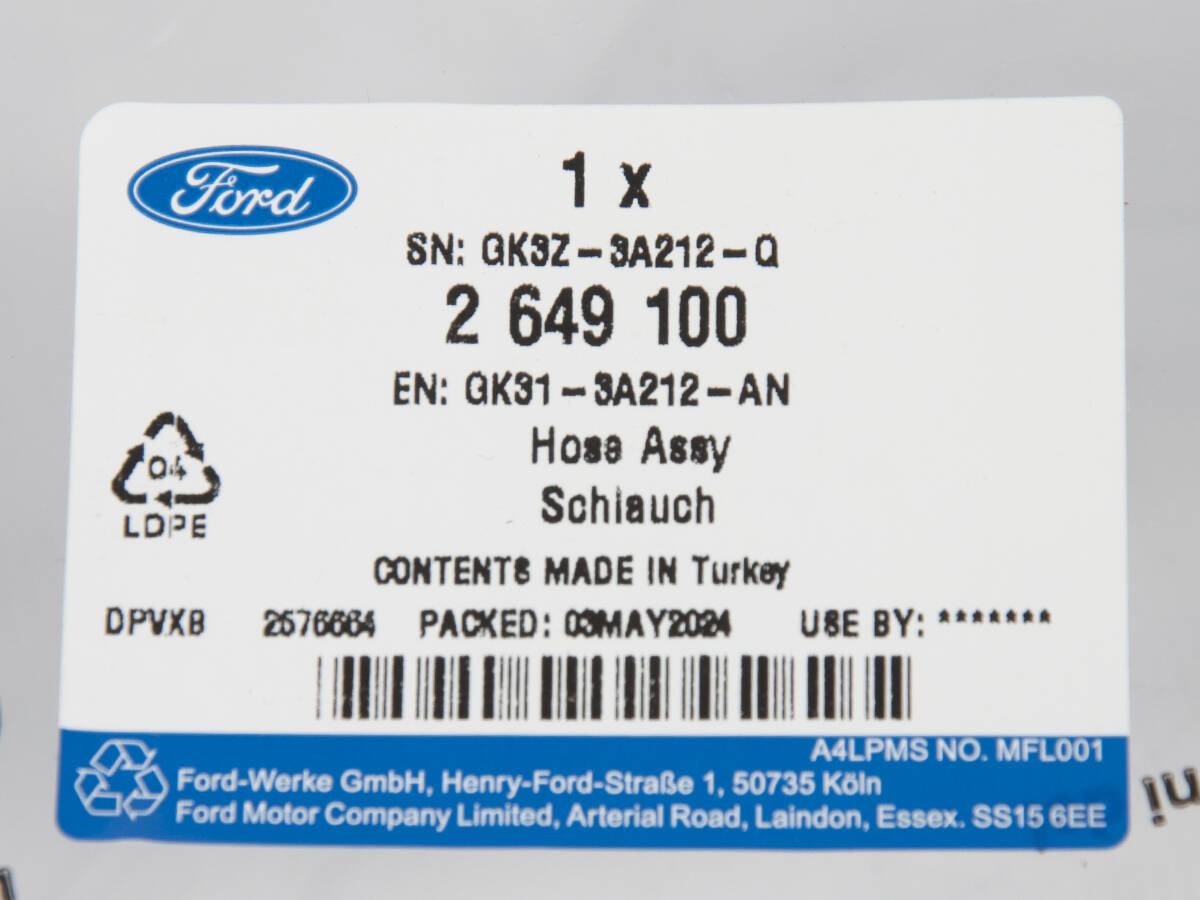 Ford
1 x
SN: GK3Z-3A212-Q
2 649 100
EN: GK31-3A212-AN
Hose Assy
Schlauch
04
LDPE
CONTENTS MADE IN Turkey
DPVXB 2576664 PACKED: 03MAY2024 USE BY: *******
A4LPMS NO. MFL001
Ford-Werke GmbH, Henry-Ford-Straße 1, 50735 Köln
Ford Motor Company Limited, Arterial Road, Laindon, Essex. SS15 6EE